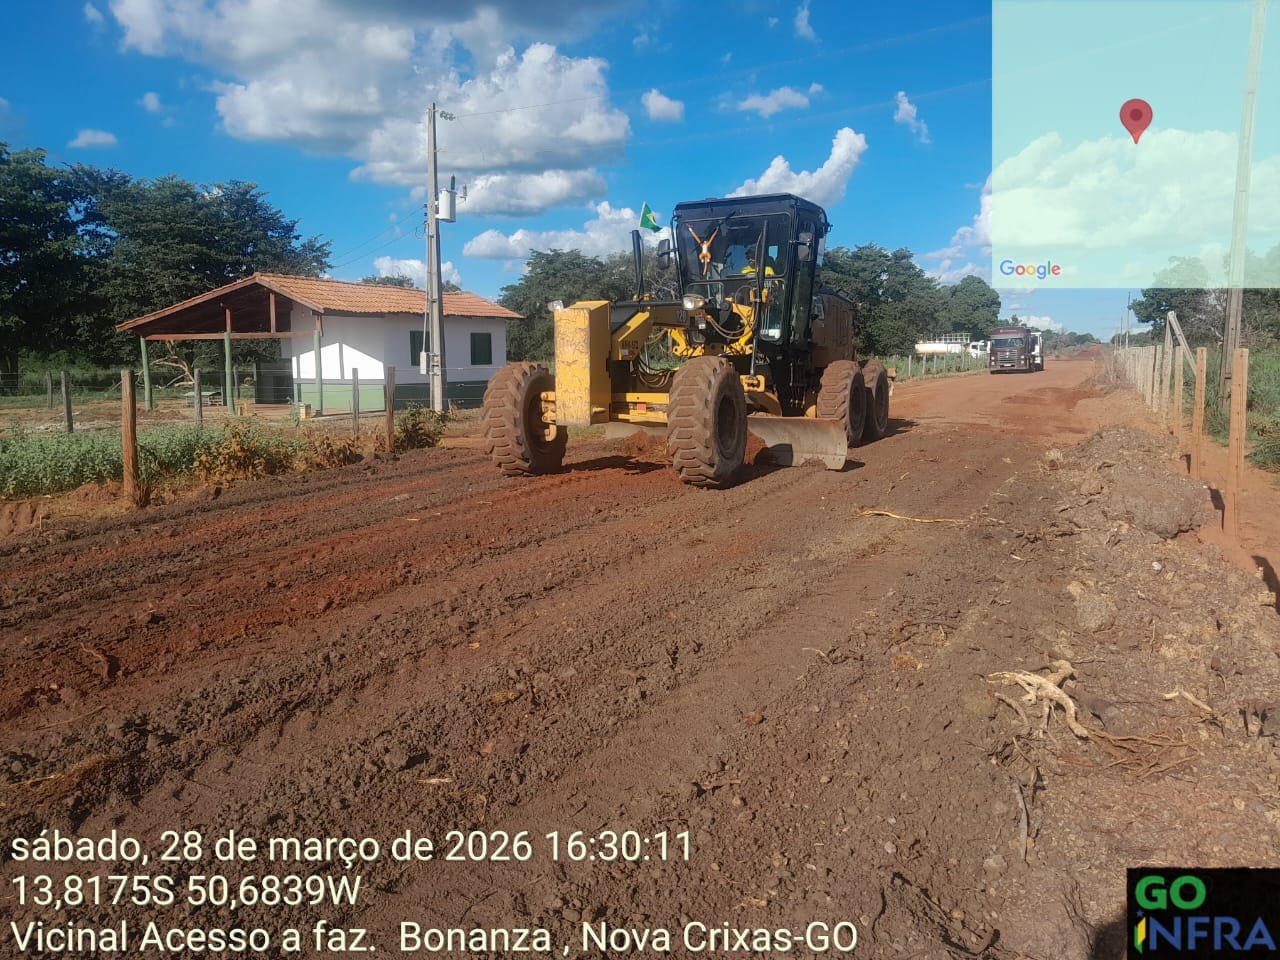 Google
sábado, 28 de março de 2026 16:30:11
13,8175S 50,6839W
Vicinal Acesso a faz. Bonanza , Nova Crixas-GO
GO
iNFRA